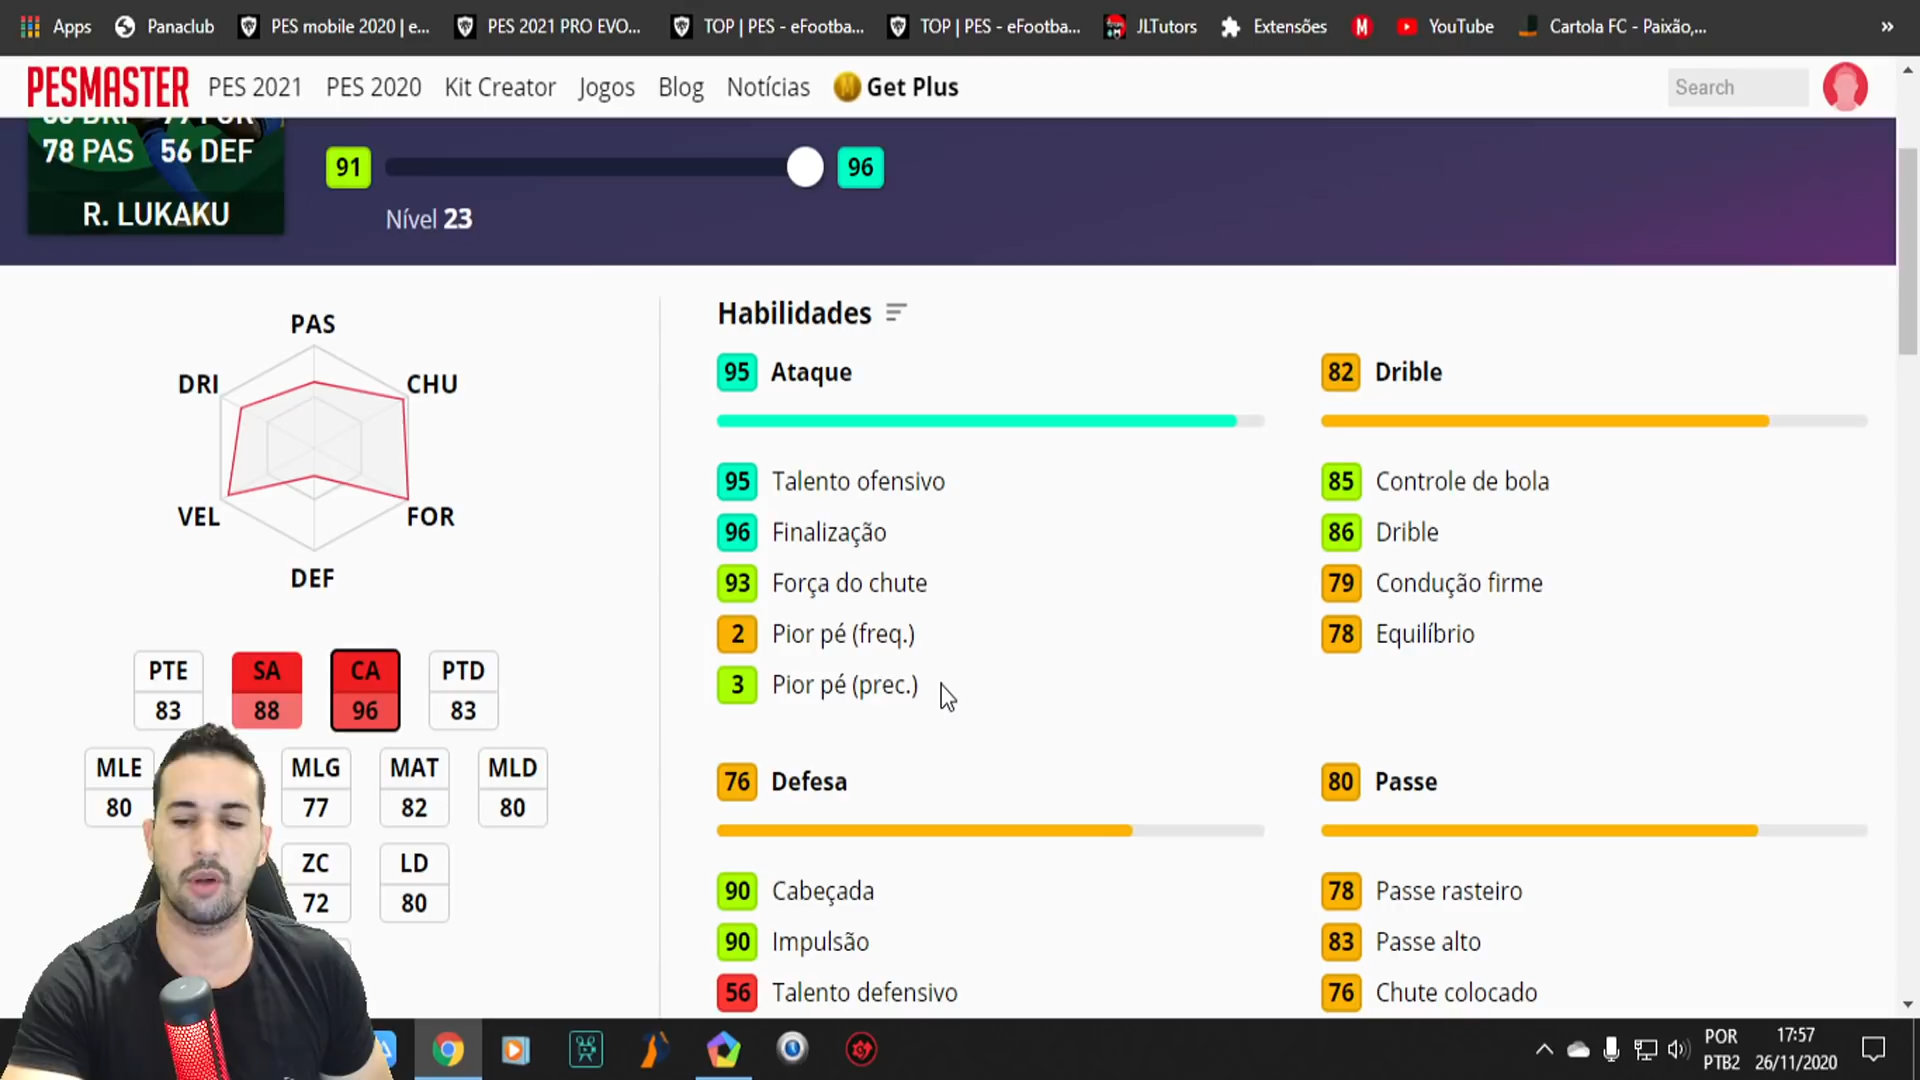 Apps Panaclub PES mobile 2020 | e... PES 2021 PRO EVO... TOP | PES - eFootba... TOP | PES - eFootba... JLTutors Extensões M YouTube Cartola FC - Paixão,... »
PESMASTER PES 2021 PES 2020 Kit Creator Jogos Blog Notícias Get Plus Search
78 PAS 56 DEF
R. LUKAKU
91 96
Nível 23
PAS
DRI CHU
VEL FOR
DEF
PTE SA CA PTD
83 88 96 83
MLE MLG MAT MLD
80 77 82 80
ZC LD
72 80
Habilidades
95 Ataque
95 Talento ofensivo
96 Finalização
93 Força do chute
2 Pior pé (freq.)
3 Pior pé (prec.)
82 Drible
85 Controle de bola
86 Drible
79 Condução firme
78 Equilíbrio
76 Defesa
90 Cabeçada
90 Impulsão
56 Talento defensivo
80 Passe
78 Passe rasteiro
83 Passe alto
76 Chute colocado
POR 17:57
PTB2 26/11/2020